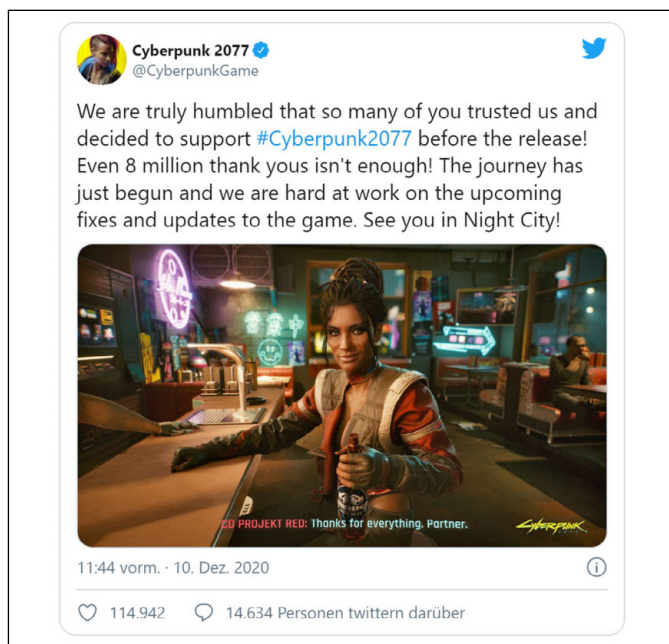 Cyberpunk 2077
@CyberpunkGame
We are truly humbled that so many of you trusted us and
decided to support #Cyberpunk2077 before the release!
Even 8 million thank yous isn't enough! The journey has
just begun and we are hard at work on the upcoming
fixes and updates to the game. See you in Night City!
CD PROJEKT RED: Thanks for everything. Partner.
Cyberpunk
11:44 vorm. · 10. Dez. 2020
114.942 14.634 Personen twittern darüber